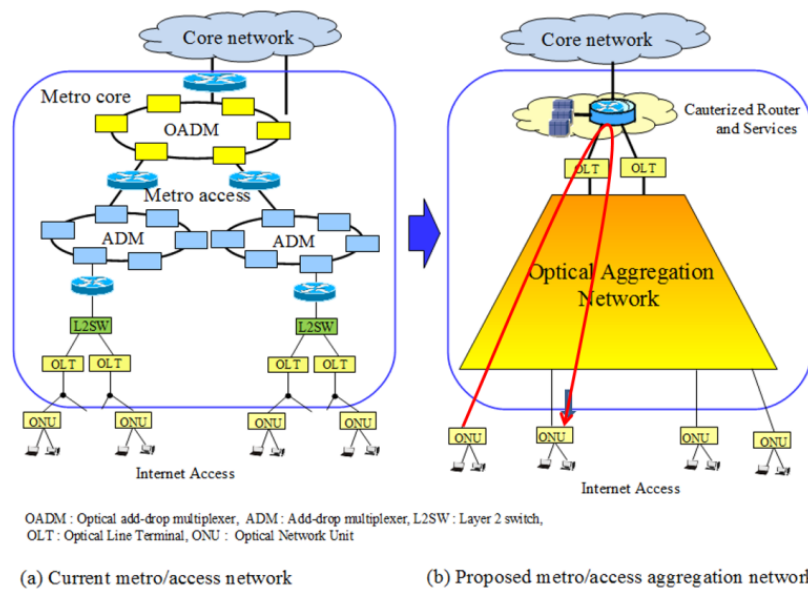 Core network
Metro core
OADM
Metro access
ADM
ADM
L2SW
L2SW
OLT
OLT
OLT
OLT
ONU
ONU
ONU
ONU
Internet Access
Core network
Cauterized Router
and Services
OLT
OLT
Optical Aggregation
Network
ONU
ONU
ONU
ONU
Internet Access
OADM : Optical add-drop multiplexer, ADM : Add-drop multiplexer, L2SW : Layer 2 switch,
OLT : Optical Line Terminal, ONU : Optical Network Unit
(a) Current metro/access network
(b) Proposed metro/access aggregation network